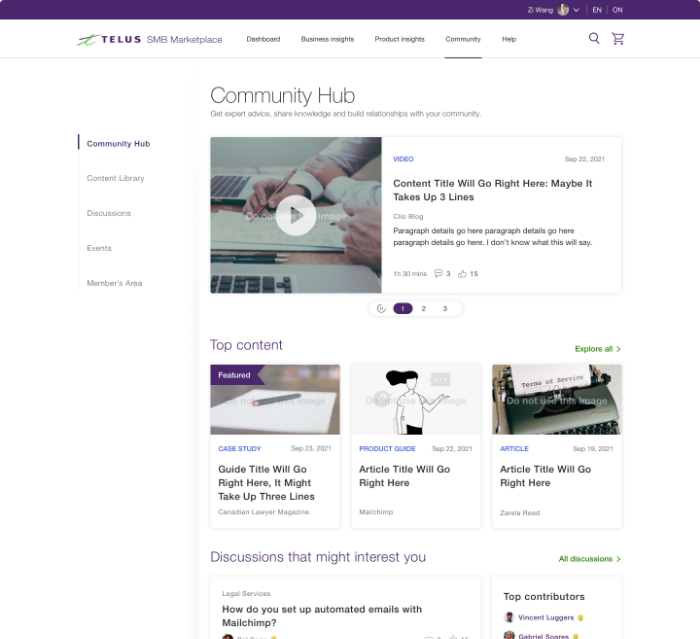 Zi Wang EN ON
TELUS SMB Marketplace Dashboard Business insights Product insights Community Help
Community Hub
Get expert advice, share knowledge and build relationships with your community.
Community Hub
Content Library
Discussions
Events
Member's Area
Do not use this image
VIDEO Sep 22, 2021
Content Title Will Go Right Here: Maybe It
Takes Up 3 Lines
Clio Blog
Paragraph details go here paragraph details go here
paragraph details go here. I don't know what this will say.
1h 30 mins 3 15
1 2 3
Top content Explore all
Featured
Do not use this image
CASE STUDY Sep 23, 2021
Guide Title Will Go
Right Here, It Might
Take Up Three Lines
Canadian Lawyer Magazine
Do not use this image
PRODUCT GUIDE Sep 22, 2021
Article Title Will Go
Right Here
Mailchimp
Terms of Service
Do not use this image
ARTICLE Sep 19, 2021
Article Title Will Go
Right Here
Zarela Reed
Discussions that might interest you All discussions
Legal Services
How do you set up automated emails with
Mailchimp?
Top contributors
Vincent Luggers
Gabriel Soares